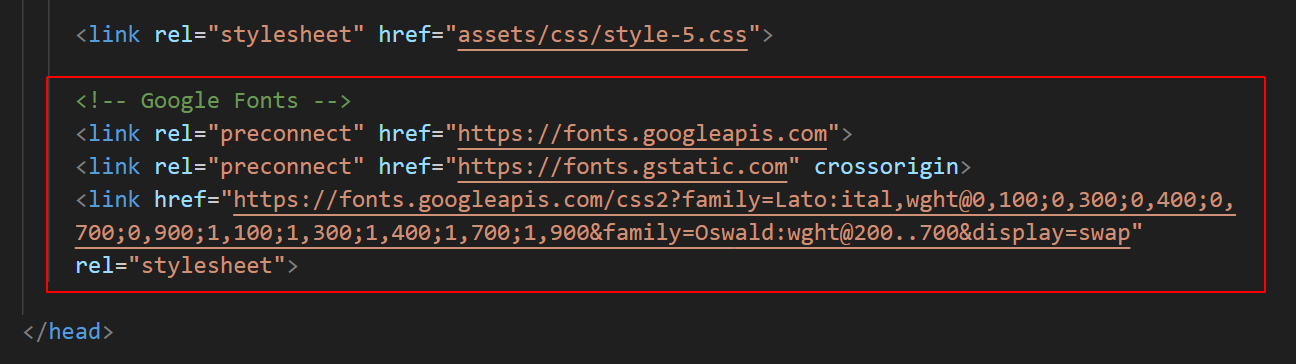 <link rel="stylesheet" href="assets/css/style-5.css">
<!-- Google Fonts -->
<link rel="preconnect" href="https://fonts.googleapis.com">
<link rel="preconnect" href="https://fonts.gstatic.com" crossorigin>
<link href="https://fonts.googleapis.com/css2?family=Lato:ital,wght@0,100;0,300;0,400;0,
700;0,900;1,100;1,300;1,400;1,700;1,900&family=Oswald:wght@200..700&display=swap"
rel="stylesheet">
</head>